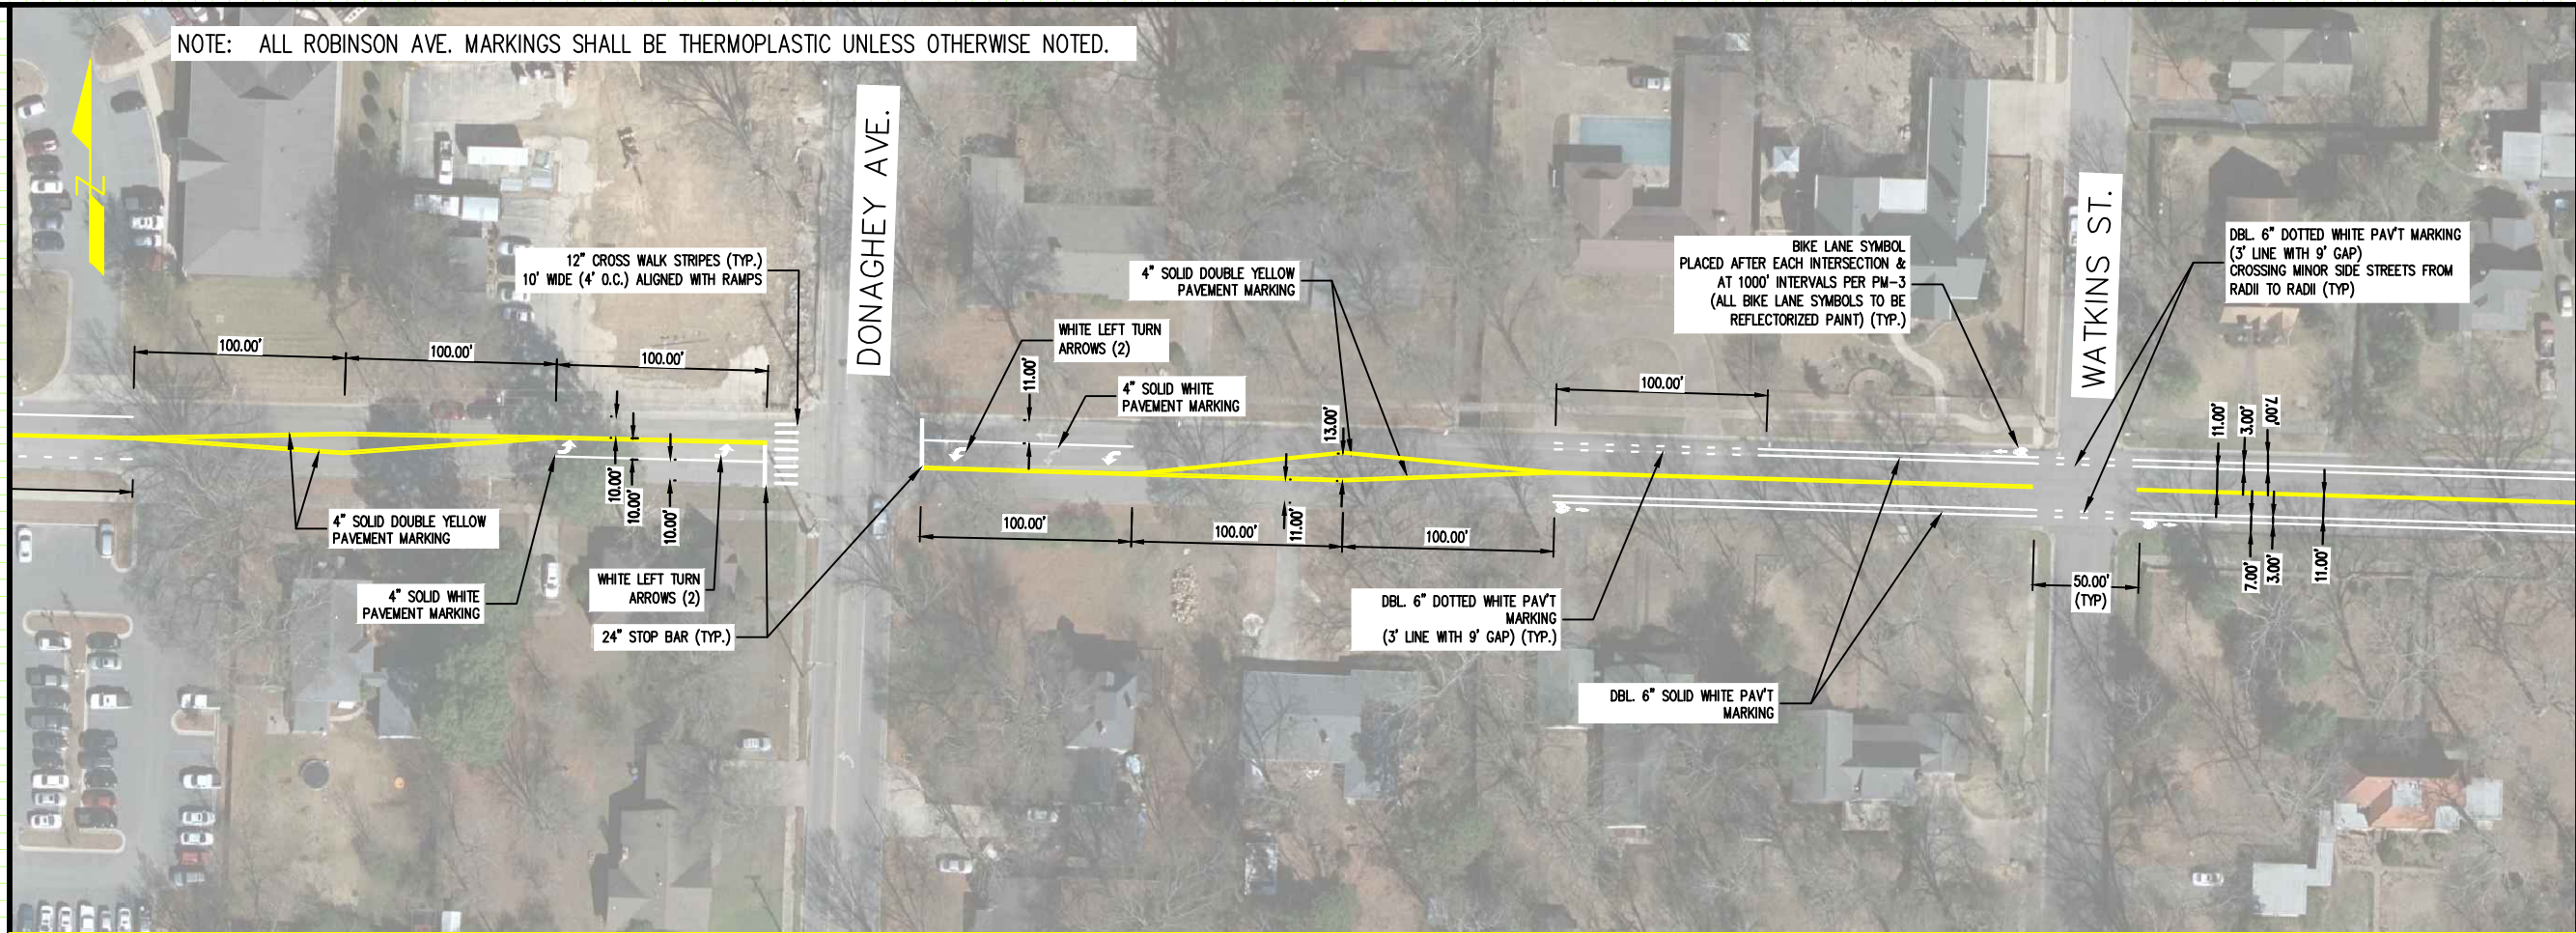 NOTE: ALL ROBINSON AVE. MARKINGS SHALL BE THERMOPLASTIC UNLESS OTHERWISE NOTED.
N
DONAGHEY AVE.
WATKINS ST.
12" CROSS WALK STRIPES (TYP.)
10' WIDE (4' O.C.) ALIGNED WITH RAMPS
4" SOLID DOUBLE YELLOW
PAVEMENT MARKING
WHITE LEFT TURN
ARROWS (2)
4" SOLID WHITE
PAVEMENT MARKING
BIKE LANE SYMBOL
PLACED AFTER EACH INTERSECTION &
AT 1000' INTERVALS PER PM-3
(ALL BIKE LANE SYMBOLS TO BE
REFLECTORIZED PAINT) (TYP.)
DBL. 6" DOTTED WHITE PAV'T MARKING
(3' LINE WITH 9' GAP)
CROSSING MINOR SIDE STREETS FROM
RADII TO RADII (TYP)
100.00'
100.00'
100.00'
11.00'
13.00'
100.00'
11.00'
3.00'
7.00'
10.00'
10.00'
10.00'
11.00'
100.00'
100.00'
100.00'
50.00'
(TYP)
7.00'
3.00'
11.00'
4" SOLID DOUBLE YELLOW
PAVEMENT MARKING
4" SOLID WHITE
PAVEMENT MARKING
WHITE LEFT TURN
ARROWS (2)
24" STOP BAR (TYP.)
DBL. 6" DOTTED WHITE PAV'T
MARKING
(3' LINE WITH 9' GAP) (TYP.)
DBL. 6" SOLID WHITE PAV'T
MARKING